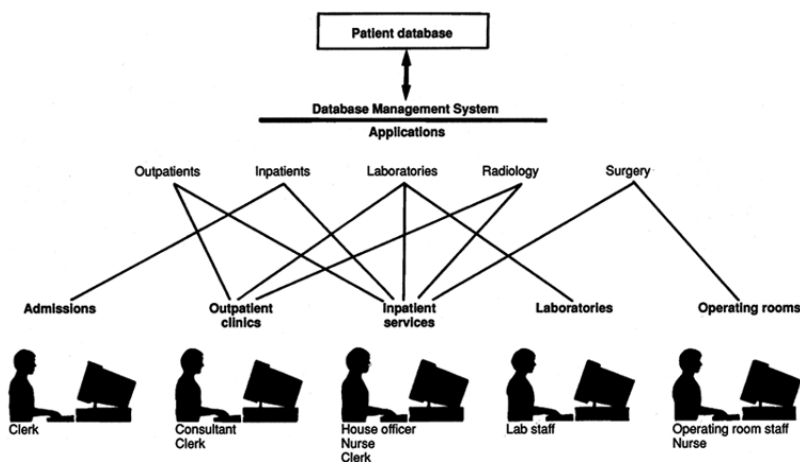 Patient database
Database Management System
Applications
Outpatients Inpatients Laboratories Radiology Surgery
Admissions Outpatient clinics Inpatient services Laboratories Operating rooms
Clerk
Consultant
Clerk
House officer
Nurse
Clerk
Lab staff
Operating room staff
Nurse